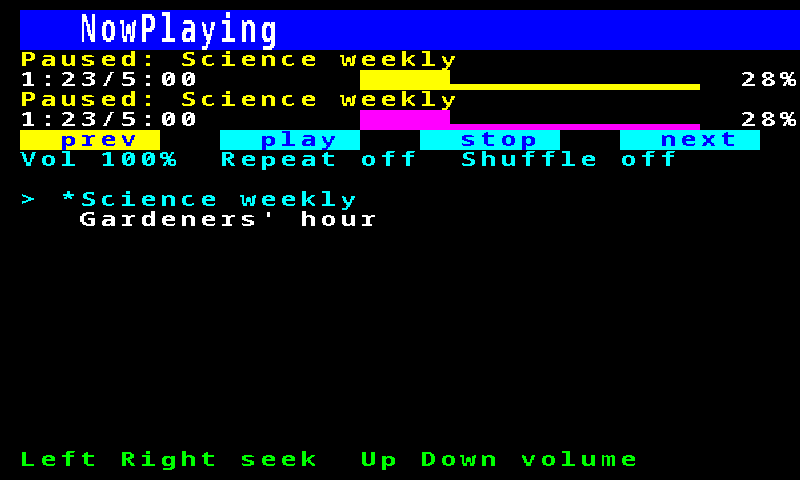 NowPlaying
Paused: Science weekly
1:23/5:00 28%
Paused: Science weekly
1:23/5:00 28%
prev play stop next
Vol 100% Repeat off Shuffle off
> *Science weekly
Gardeners' hour
Left Right seek Up Down volume